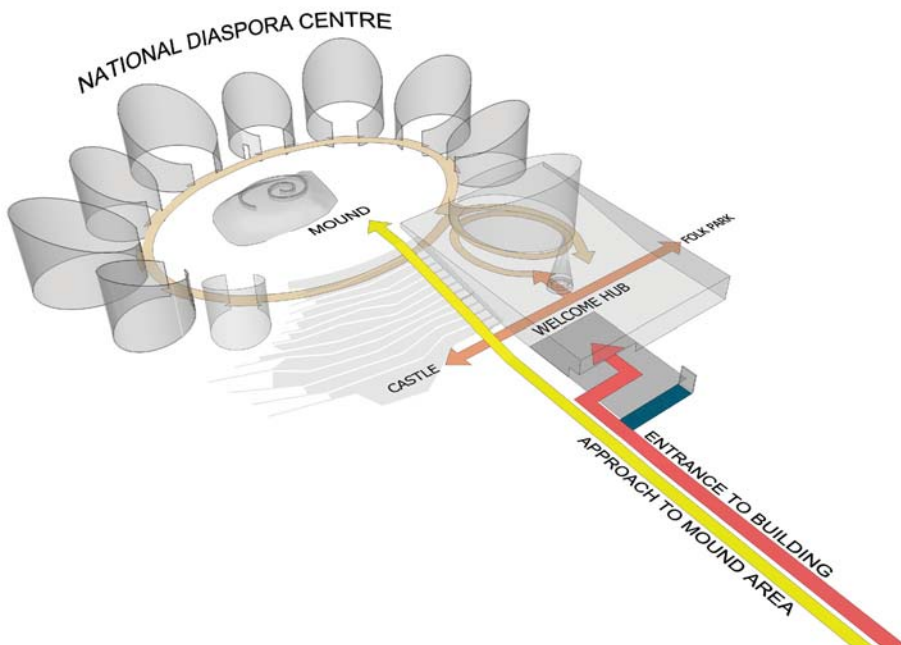 NATIONAL DIASPORA CENTRE
MOUND
FOLK PARK
WELCOME HUB
CASTLE
ENTRANCE TO BUILDING
APPROACH TO MOUND AREA